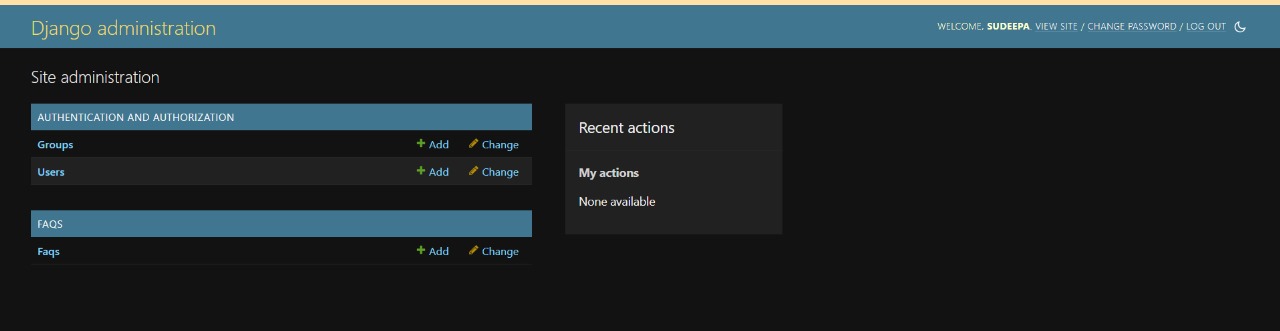 Django administration
WELCOME, SUDEEPA. VIEW SITE / CHANGE PASSWORD / LOG OUT
Site administration
AUTHENTICATION AND AUTHORIZATION
Groups Add Change
Users Add Change
FAQS
Faqs Add Change
Recent actions
My actions
None available